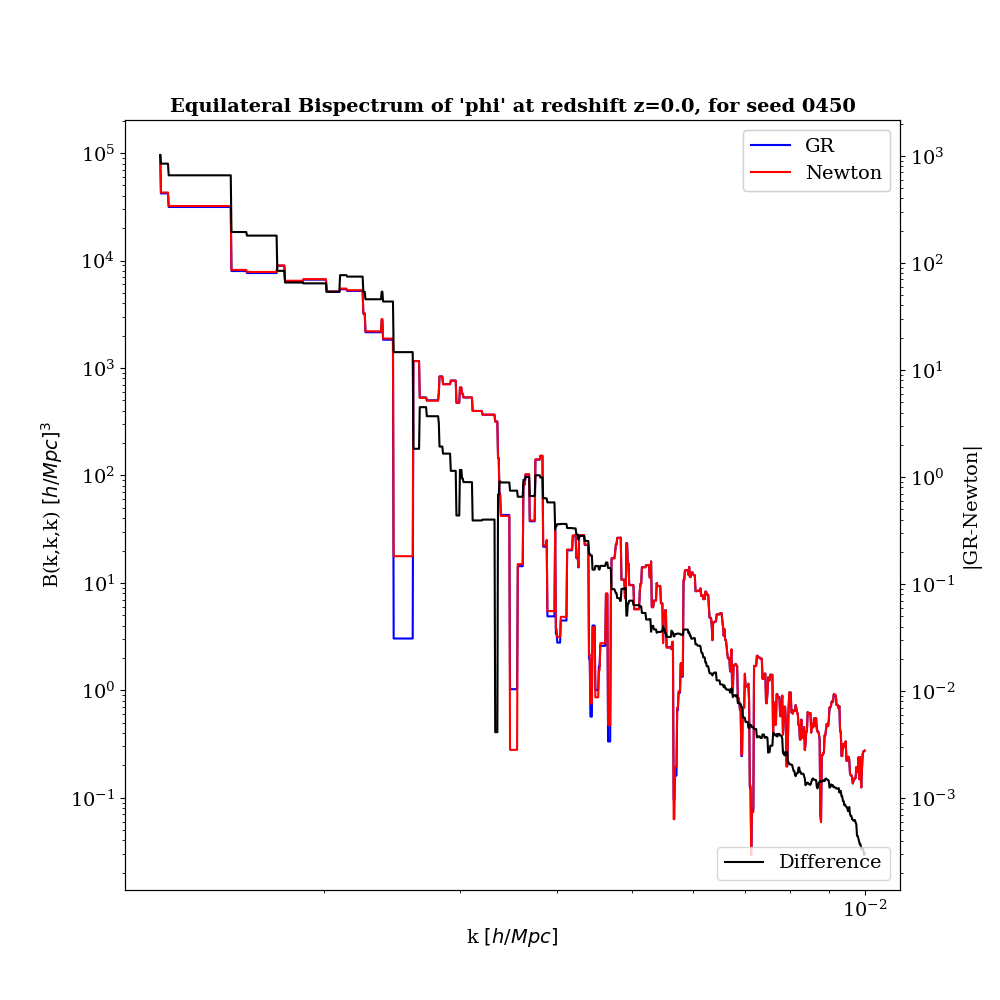 Equilateral Bispectrum of 'phi' at redshift z=0.0, for seed 0450
GR
Newton
10^5
10^4
10^3
10^2
10^1
10^0
10^−1
B(k,k,k) [h/Mpc]^3
10^3
10^2
10^1
10^0
10^−1
10^−2
10^−3
|GR-Newton|
Difference
10^−2
k [h/Mpc]